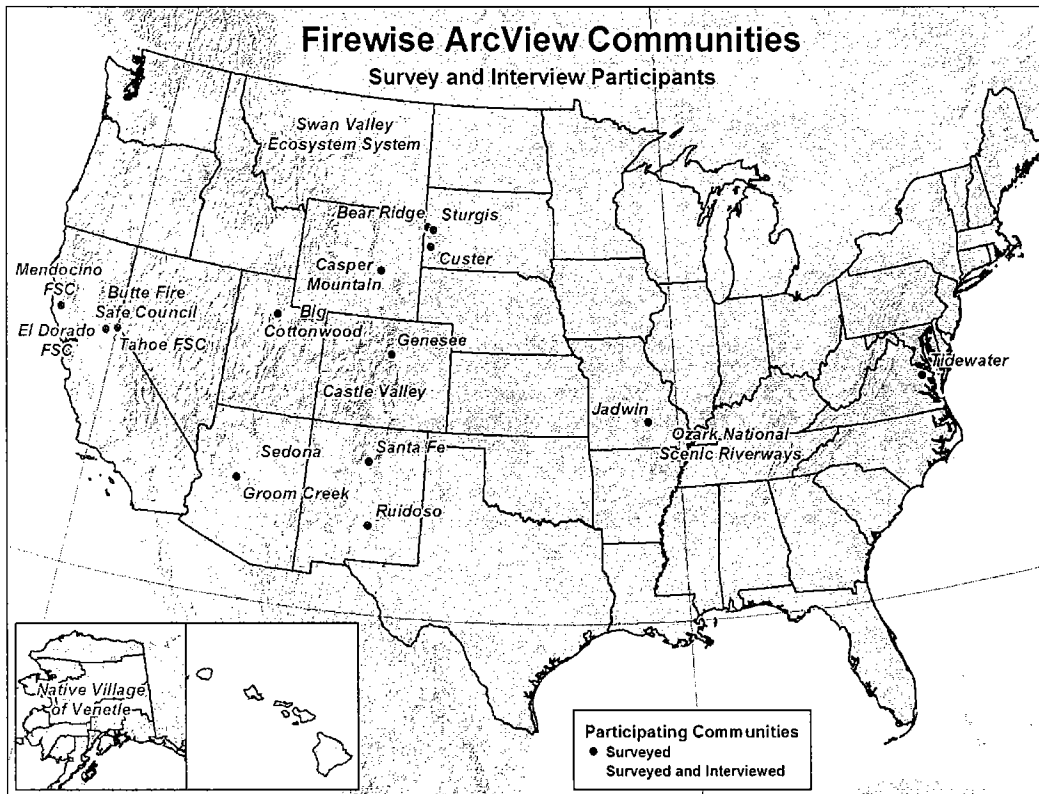 Firewise ArcView Communities
Survey and Interview Participants
Swan Valley
Ecosystem System
Bear Ridge
Sturgis
Custer
Casper
Mountain
Mendocino
FSC
Butte Fire
Safe Council
El Dorado
FSC
Tahoe FSC
Big
Cottonwood
Genesee
Castle Valley
Tidewater
Jadwin
Ozark National
Scenic Riverways
Sedona
Santa Fe
Groom Creek
Ruidoso
Native Village
of Venetie
Participating Communities
Surveyed
Surveyed and Interviewed